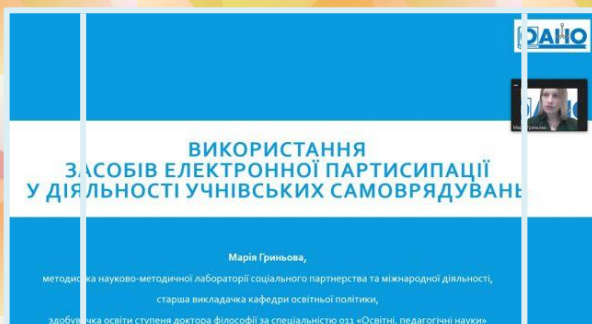 ДАНО
ВИКОРИСТАННЯ
ЗАСОБІВ ЕЛЕКТРОННОЇ ПАРТИСИПАЦІЇ
У ДІЯЛЬНОСТІ УЧНІВСЬКИХ САМОВРЯДУВАНЬ
Марія Гриньова,
методистка науково-методичної лабораторії соціального партнерства та міжнародної діяльності,
старша викладачка кафедри освітньої політики,
здобувачка освіти ступеня доктора філософії за спеціальністю 011 «Освітні, педагогічні науки»